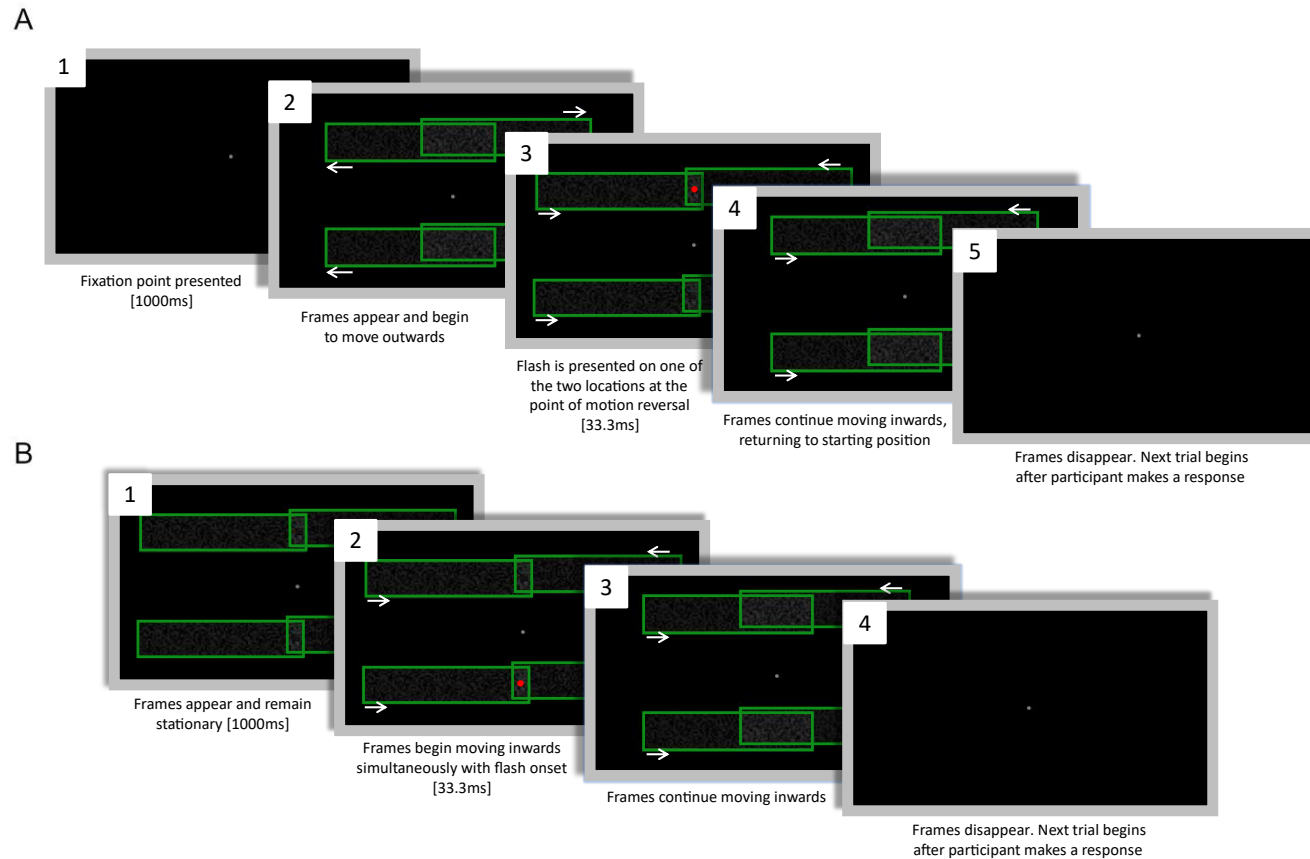 A
1
Fixation point presented
[1000ms]
2
Frames appear and begin
to move outwards
3
Flash is presented on one of
the two locations at the
point of motion reversal
[33.3ms]
4
Frames continue moving inwards,
returning to starting position
5
Frames disappear. Next trial begins
after participant makes a response
B
1
Frames appear and remain
stationary [1000ms]
2
Frames begin moving inwards
simultaneously with flash onset
[33.3ms]
3
Frames continue moving inwards
4
Frames disappear. Next trial begins
after participant makes a response